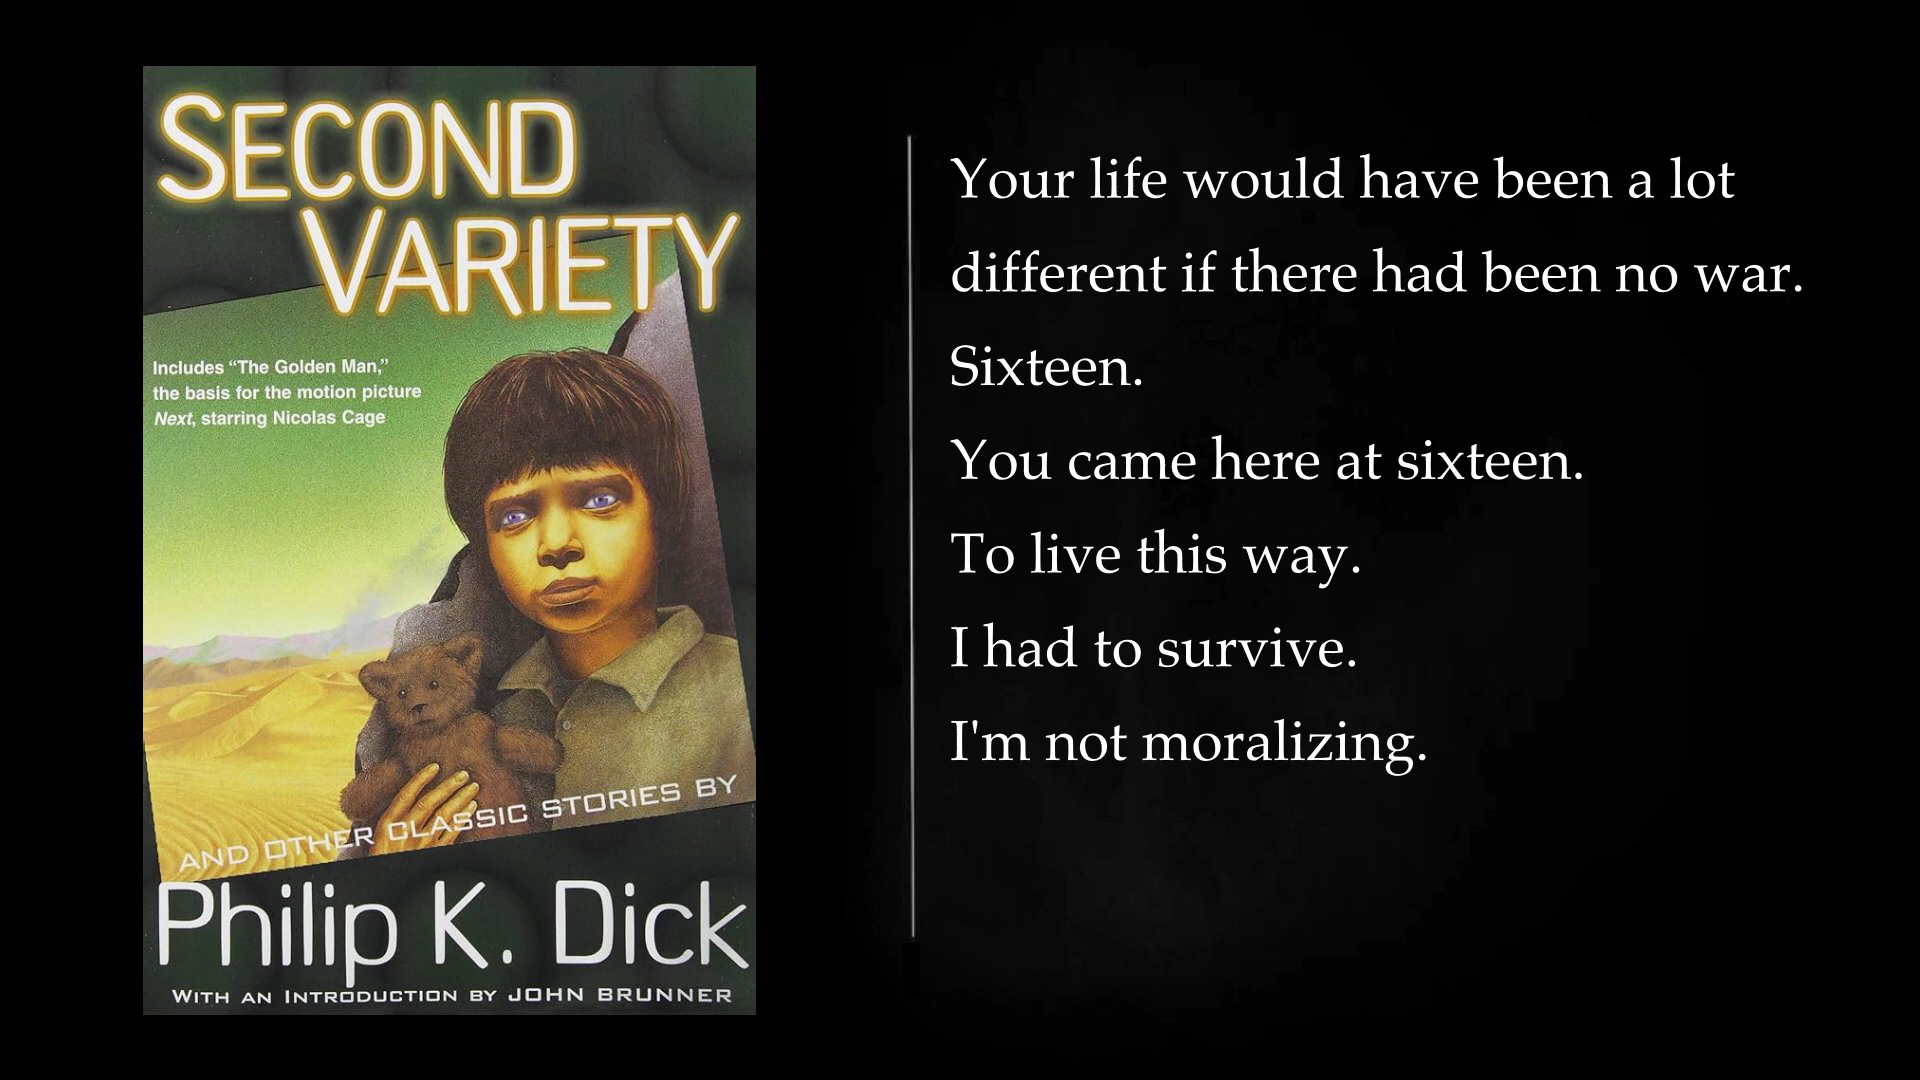 SECOND
VARIETY
Includes “The Golden Man,”
the basis for the motion picture
Next, starring Nicolas Cage
AND OTHER CLASSIC STORIES BY
Philip K. Dick
WITH AN INTRODUCTION BY JOHN BRUNNER
Your life would have been a lot
different if there had been no war.
Sixteen.
You came here at sixteen.
To live this way.
I had to survive.
I'm not moralizing.